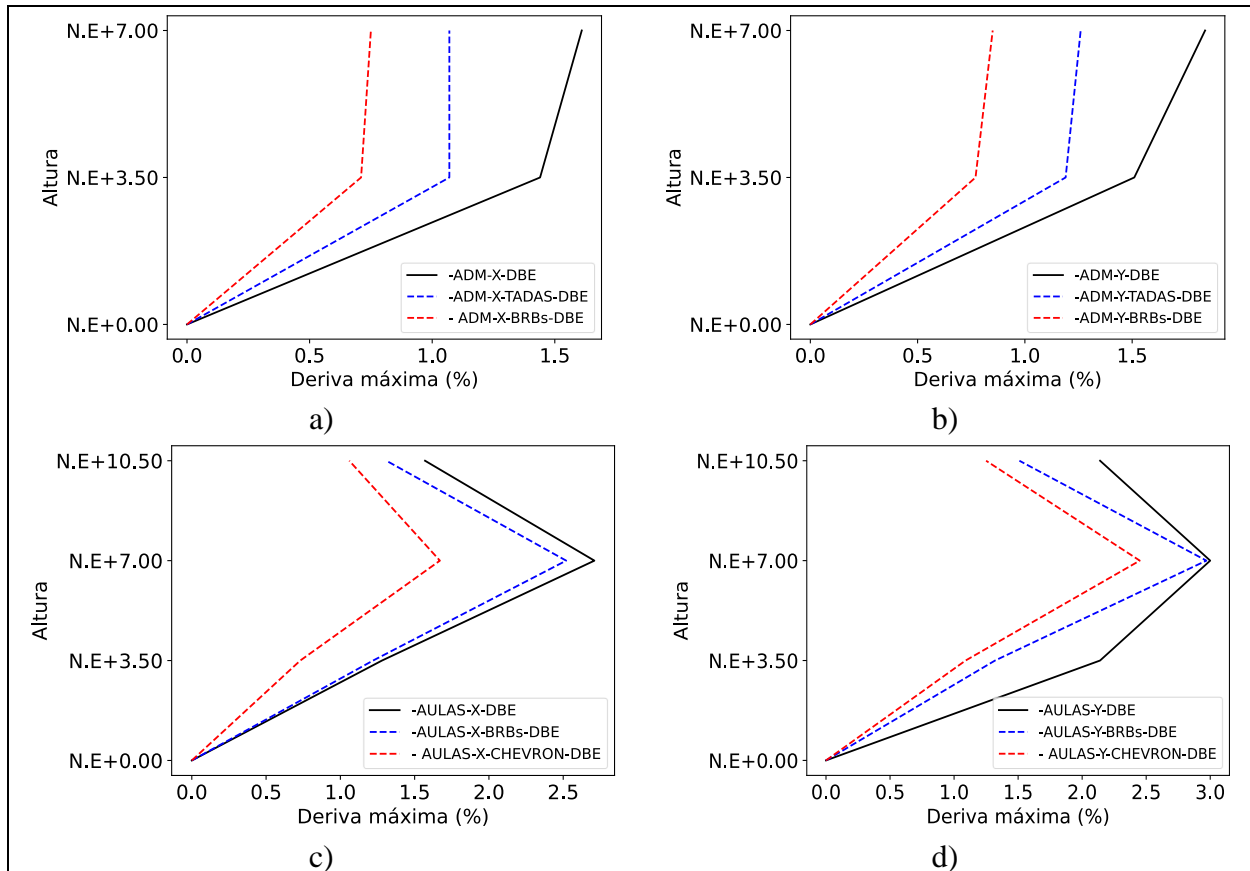 N.E+7.00
N.E+3.50
N.E+0.00
Altura
-ADM-X-DBE
-ADM-X-TADAS-DBE
- ADM-X-BRBs-DBE
0.0 0.5 1.0 1.5
Deriva máxima (%)
a)
N.E+7.00
N.E+3.50
N.E+0.00
Altura
-ADM-Y-DBE
-ADM-Y-TADAS-DBE
-ADM-Y-BRBs-DBE
0.0 0.5 1.0 1.5
Deriva máxima (%)
b)
N.E+10.50
N.E+7.00
N.E+3.50
N.E+0.00
Altura
-AULAS-X-DBE
-AULAS-X-BRBs-DBE
- AULAS-X-CHEVRON-DBE
0.0 0.5 1.0 1.5 2.0 2.5
Deriva máxima (%)
c)
N.E+10.50
N.E+7.00
N.E+3.50
N.E+0.00
Altura
-AULAS-Y-DBE
-AULAS-Y-BRBs-DBE
- AULAS-Y-CHEVRON-DBE
0.0 0.5 1.0 1.5 2.0 2.5 3.0
Deriva máxima (%)
d)